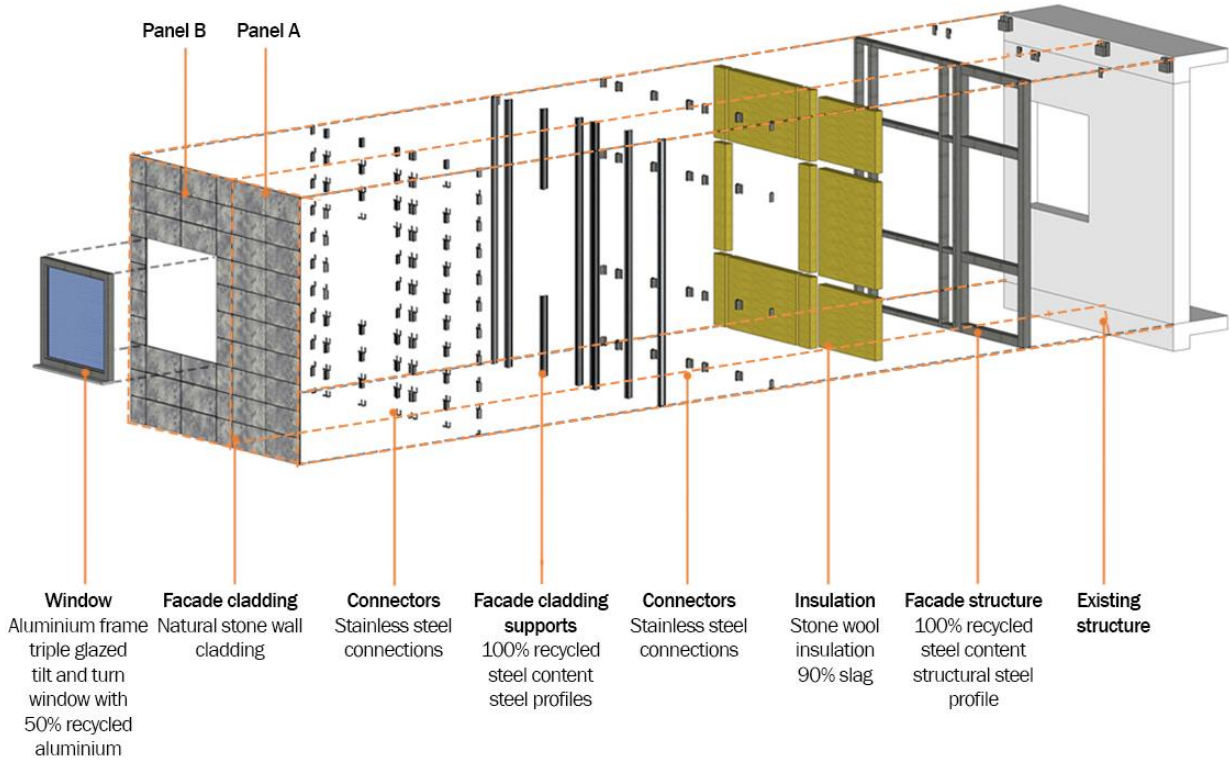 Panel B
Panel A
Window
Aluminium frame
triple glazed
tilt and turn
window with
50% recycled
aluminium
Facade cladding
Natural stone wall
cladding
Connectors
Stainless steel
connections
Facade cladding
supports
100% recycled
steel content
steel profiles
Connectors
Stainless steel
connections
Insulation
Stone wool
insulation
90% slag
Facade structure
100% recycled
steel content
structural steel
profile
Existing
structure